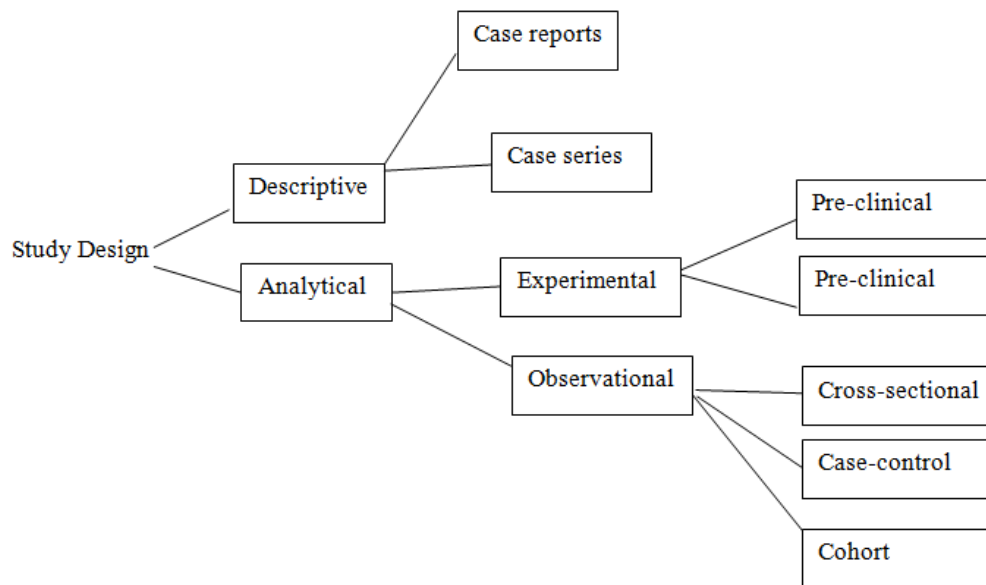 Case reports
Case series
Descriptive
Pre-clinical
Study Design
Pre-clinical
Analytical
Experimental
Observational
Cross-sectional
Case-control
Cohort